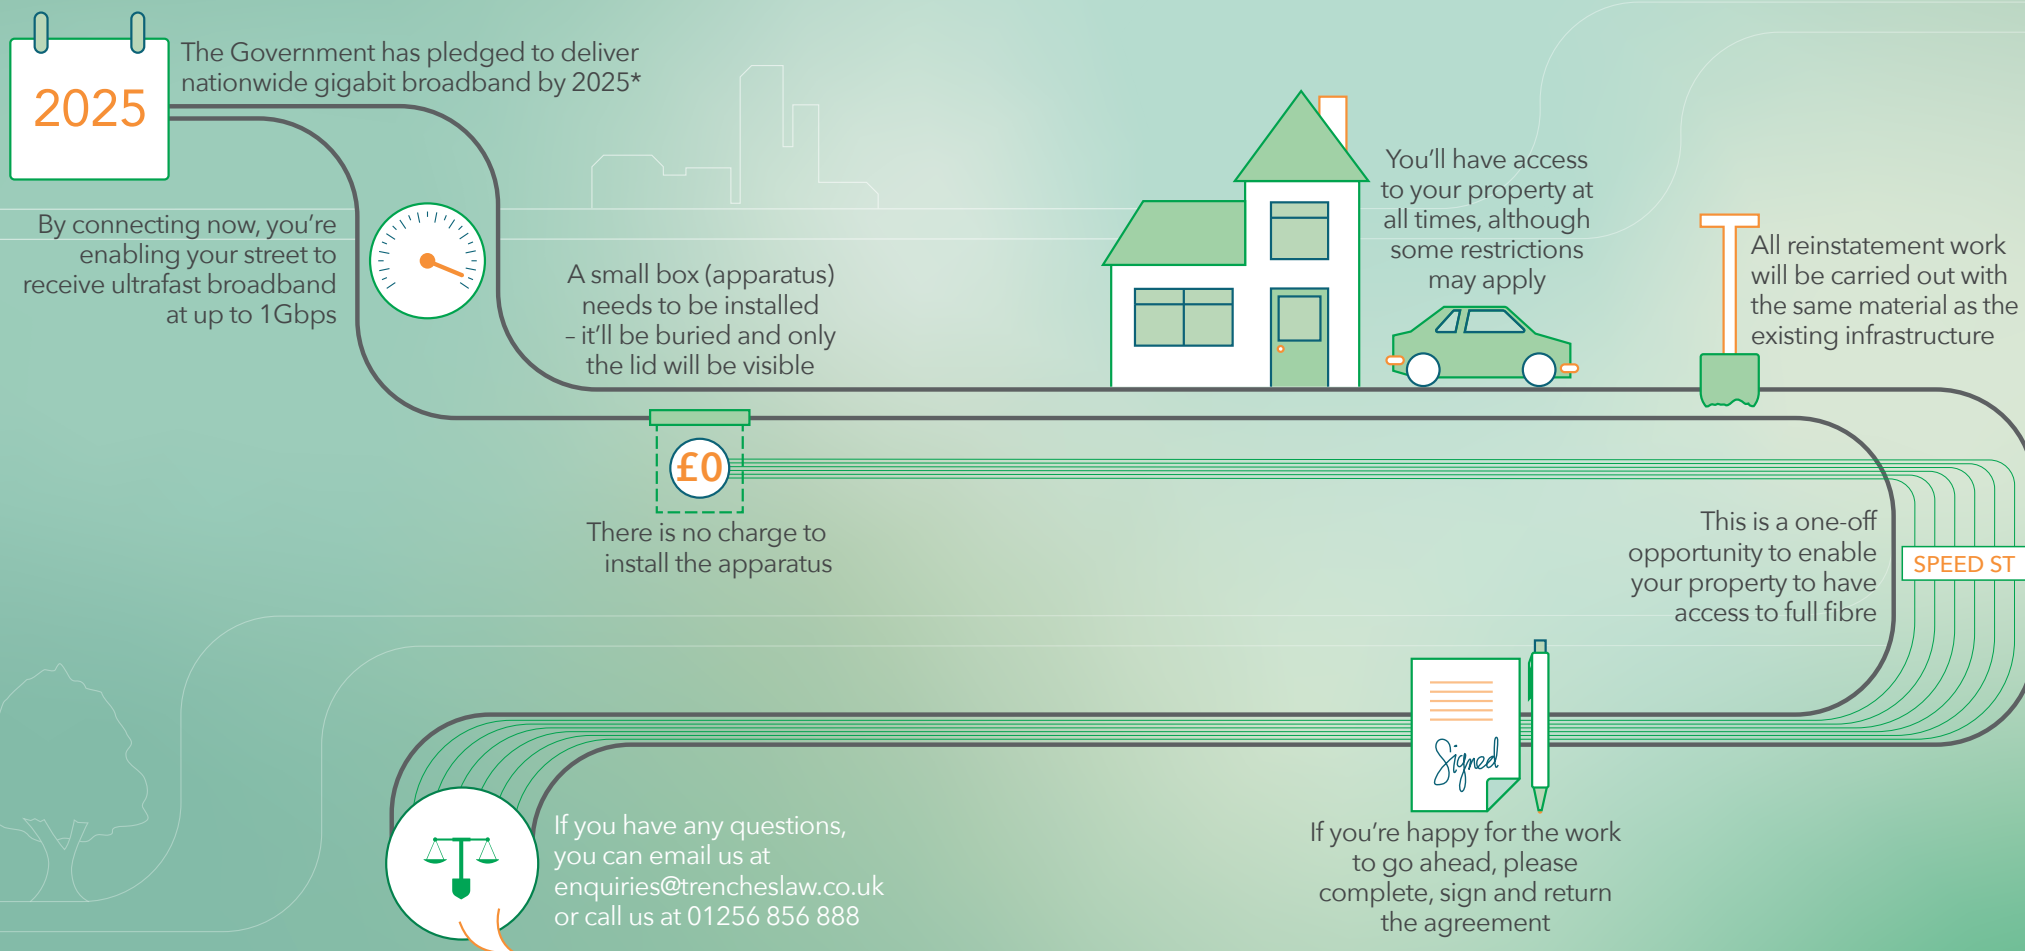 2025
The Government has pledged to deliver
nationwide gigabit broadband by 2025*
By connecting now, you're
enabling your street to
receive ultrafast broadband
at up to 1Gbps
A small box (apparatus)
needs to be installed
– it'll be buried and only
the lid will be visible
£0
There is no charge to
install the apparatus
You'll have access
to your property at
all times, although
some restrictions
may apply
All reinstatement work
will be carried out with
the same material as the
existing infrastructure
This is a one-off
opportunity to enable
your property to have
access to full fibre
SPEED ST
Signed
If you're happy for the work
to go ahead, please
complete, sign and return
the agreement
If you have any questions,
you can email us at
enquiries@trencheslaw.co.uk
or call us at 01256 856 888